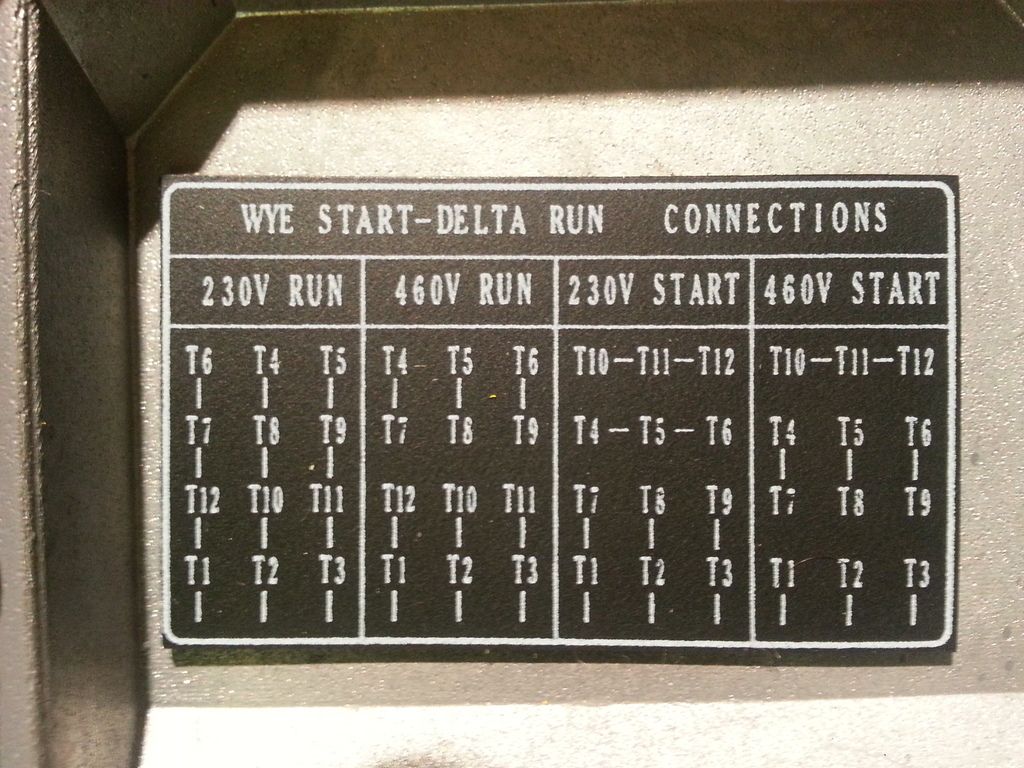 WYE START-DELTA RUN CONNECTIONS
230V RUN 460V RUN 230V START 460V START
T6 T4 T5 T4 T5 T6 T10-T11-T12 T10-T11-T12
T7 T8 T9 T7 T8 T9 T4-T5-T6 T4 T5 T6
T12 T10 T11 T12 T10 T11 T7 T8 T9 T7 T8 T9
T1 T2 T3 T1 T2 T3 T1 T2 T3 T1 T2 T3